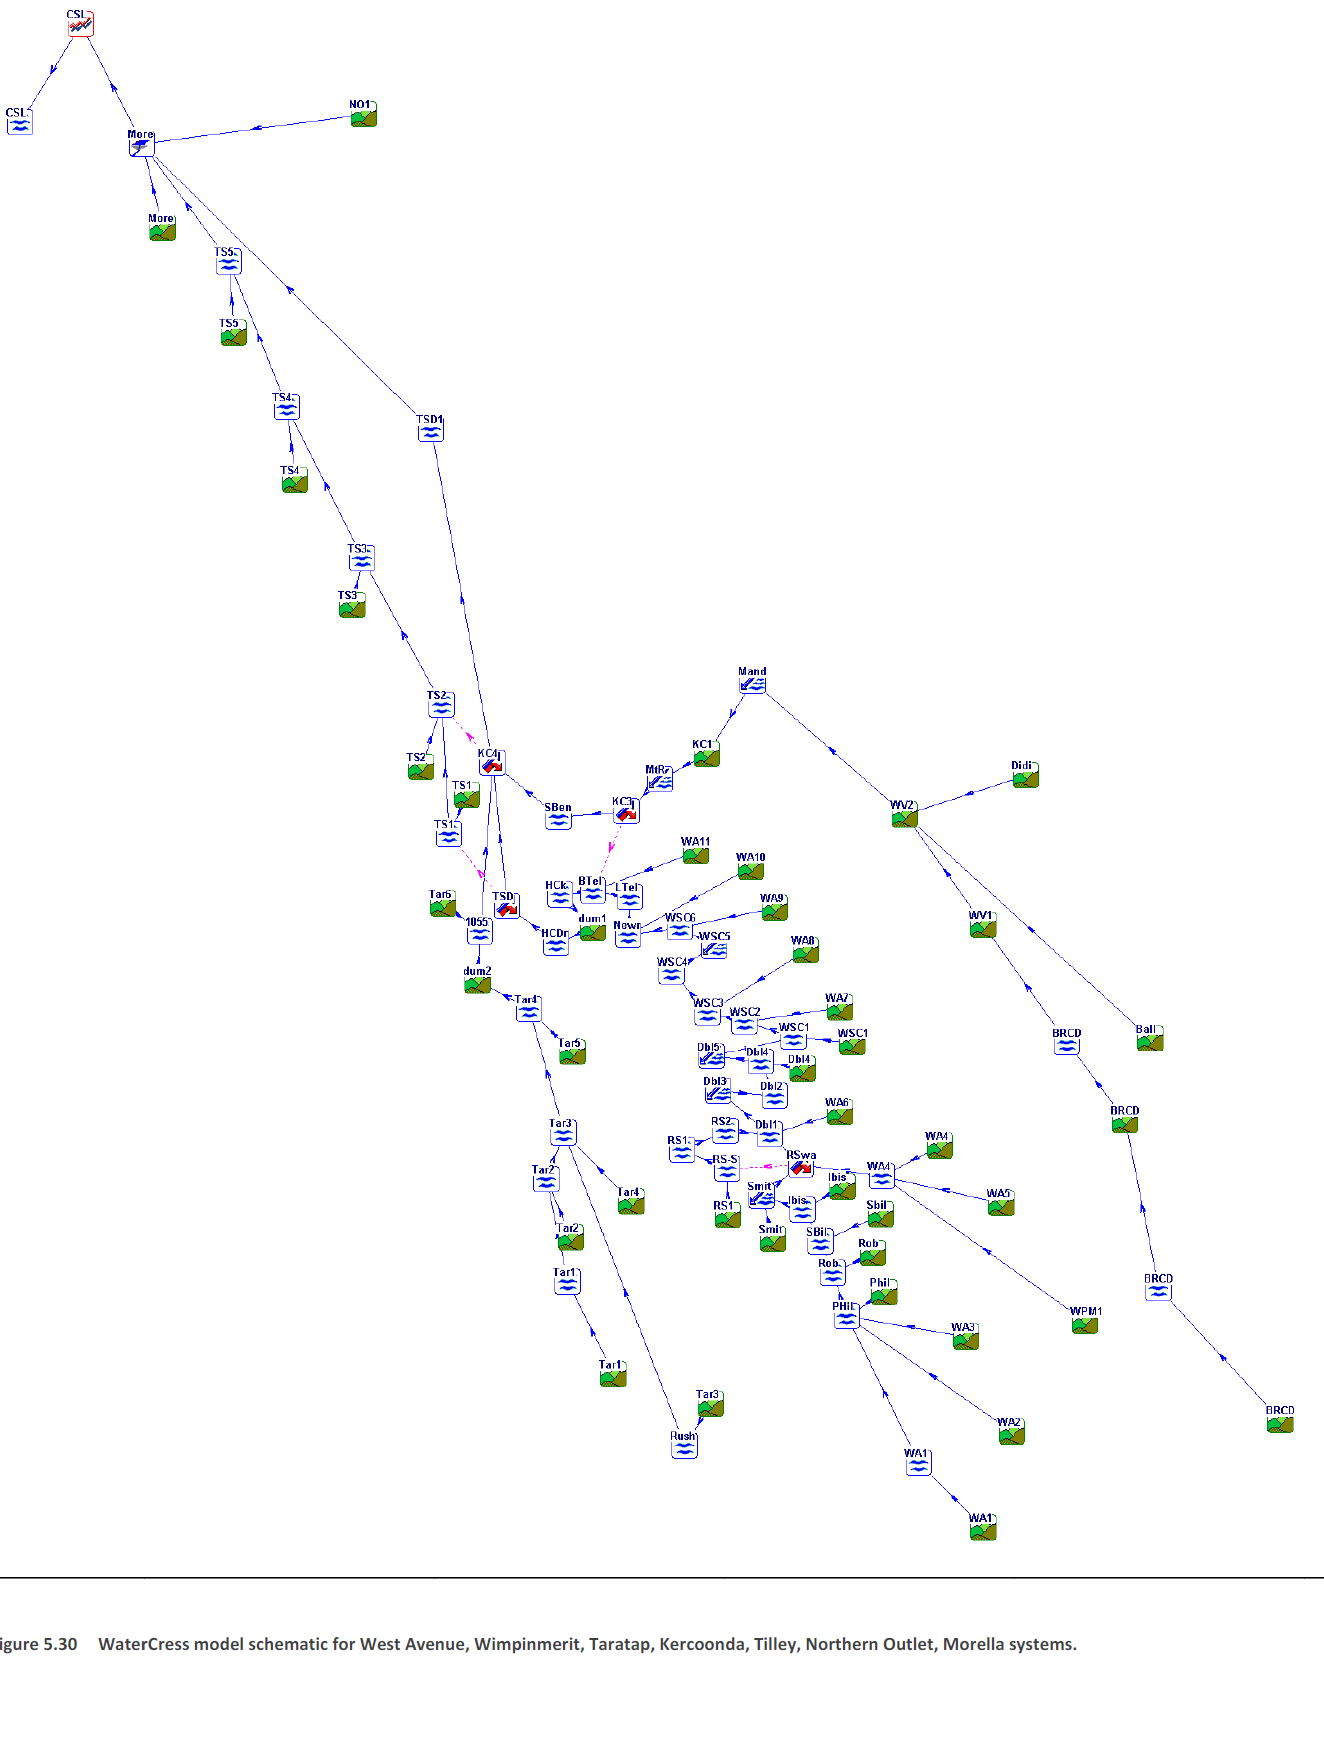 CSL
CSL
NO1
More
More
TS5
TS5
TS4
TSD1
TS4
TS3
TS3
Mand
TS2
KC1
KC4
TS2
MtR
Didi
TS1
KC3
WV2
SBen
TS1
WA11
WA10
HCk
BTel
LTel
Tar6
TSD
WA9
1055
dum1
WSC6
WV1
Newr
HCDr
WSC5
WA8
WSC4
dum2
Tar4
WSC3
WA7
WSC2
WSC1
WSC1
Ball
BRCD
Tar5
Dbl5
Dbl4
Dbl4
Dbl3
Dbl2
WA6
BRCD
Tar3
RS2
Dbl1
RS1
WA4
RS-S
RSwa
WA4
Tar2
Ibis
Smit
Tar4
WA5
Ibis
RS1
Sbil
Tar2
Smit
SBil
Rob
Rob
Tar1
BRCD
Phil
PHil
WPM1
WA3
Tar1
Tar3
BRCD
WA2
Rush
WA1
WA1
igure 5.30 WaterCress model schematic for West Avenue, Wimpinmerit, Taratap, Kercoonda, Tilley, Northern Outlet, Morella systems.